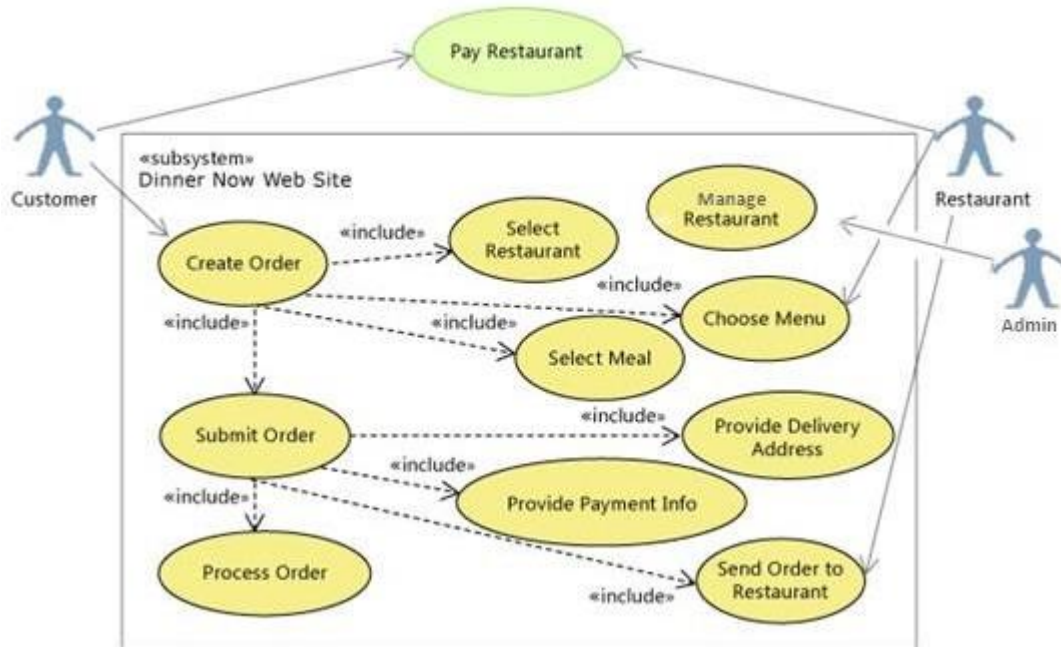 Pay Restaurant
Customer
Restaurant
Admin
«subsystem»
Dinner Now Web Site
Manage
Restaurant
Select
Restaurant
«include»
Create Order
«include»
Choose Menu
«include»
«include»
Select Meal
«include»
Submit Order
Provide Delivery
Address
«include»
«include»
Provide Payment Info
Process Order
Send Order to
Restaurant
«include»